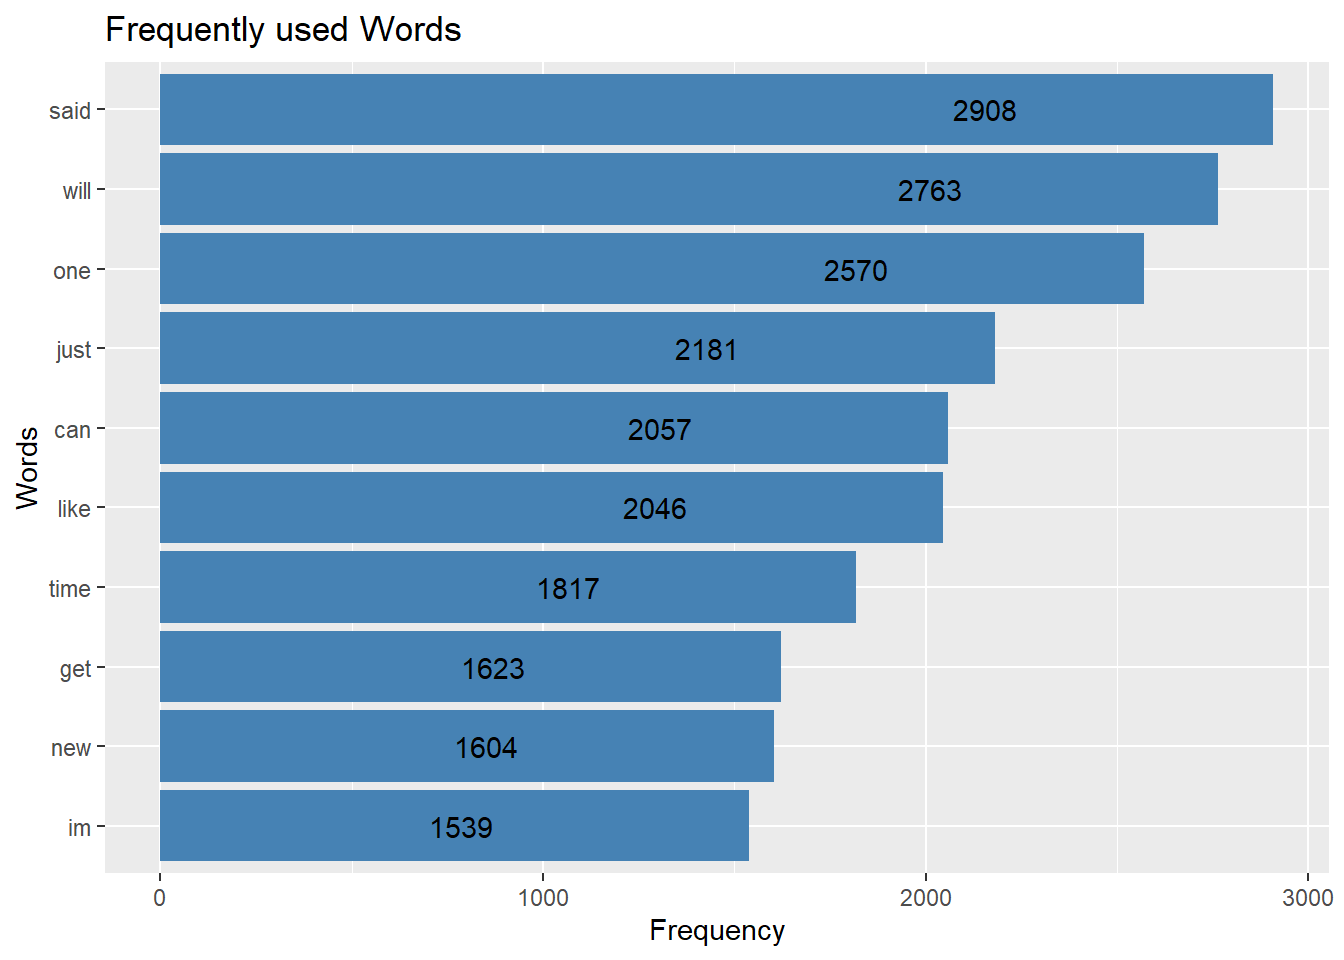 Frequently used Words
said 2908
will 2763
one 2570
just 2181
can 2057
like 2046
time 1817
get 1623
new 1604
im 1539
Words
0 1000 2000 3000
Frequency